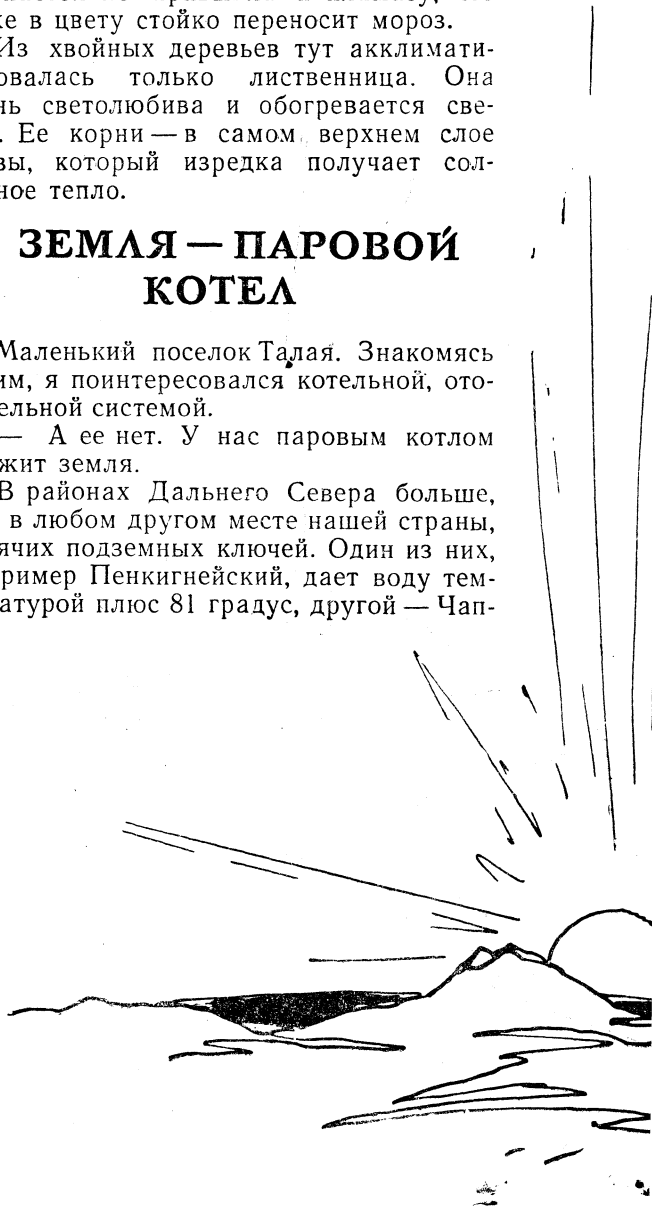 же в цвету стойко переносит мороз.
Из хвойных деревьев тут акклимати-
овалась только лиственница. Она
нь светолюбива и обогревается све-
. Ее корни — в самом верхнем слое
вы, который изредка получает сол-
ное тепло.
ЗЕМЛЯ — ПАРОВОЙ
КОТЕЛ
Маленький поселок Талая. Знакомясь
им, я поинтересовался котельной, ото-
ельной системой.
— А ее нет. У нас паровым котлом
жит земля.
В районах Дальнего Севера больше,
в любом другом месте нашей страны,
ячих подземных ключей. Один из них,
ример Пенкигнейский, дает воду тем-
атурой плюс 81 градус, другой — Чап-